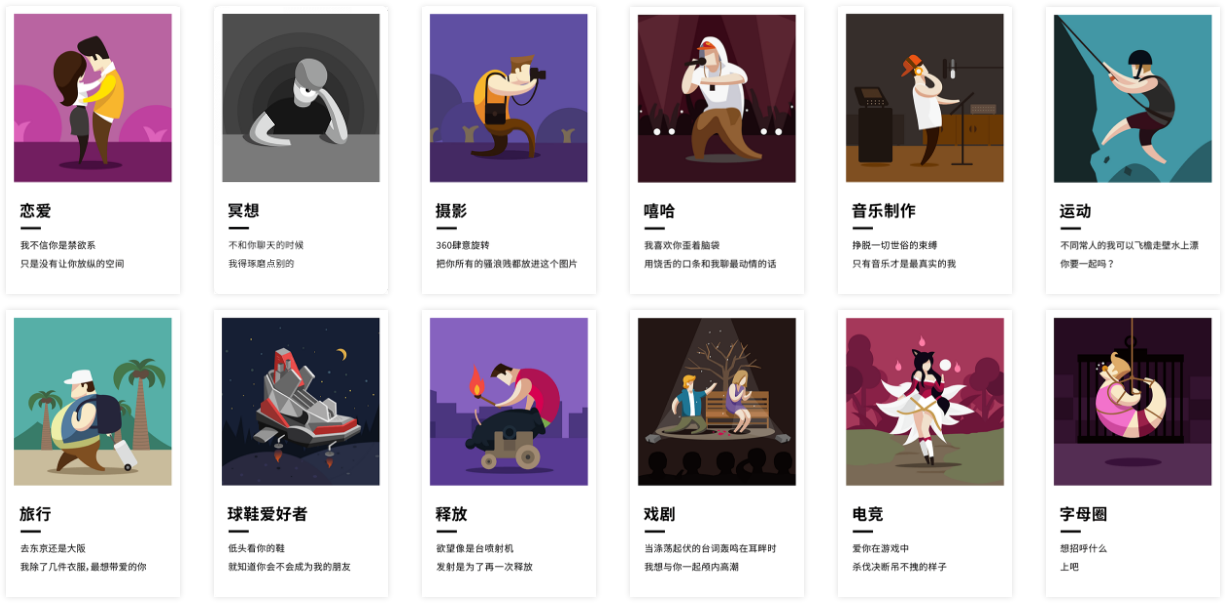 恋爱
我不信你是禁欲系
只是没有让你放纵的空间
冥想
不和你聊天的时候
我得琢磨点别的
摄影
360肆意旋转
把你所有的骚浪贱都放进这个图片
嘻哈
我喜欢你歪着脑袋
用饶舌的口条和我聊最动情的话
音乐制作
挣脱一切世俗的束缚
只有音乐才是最真实的我
运动
不同常人的我可以飞檐走壁水上漂
你要一起吗？
旅行
去东京还是大阪
我除了几件衣服，最想带爱的你
球鞋爱好者
低头看你的鞋
就知道你会不会成为我的朋友
释放
欲望像是台喷射机
发射是为了再一次释放
戏剧
当涤荡起伏的台词轰鸣在耳畔时
我想与你一起颅内高潮
电竞
爱你在游戏中
杀伐决断吊不拽的样子
字母圈
想招呼什么
上吧